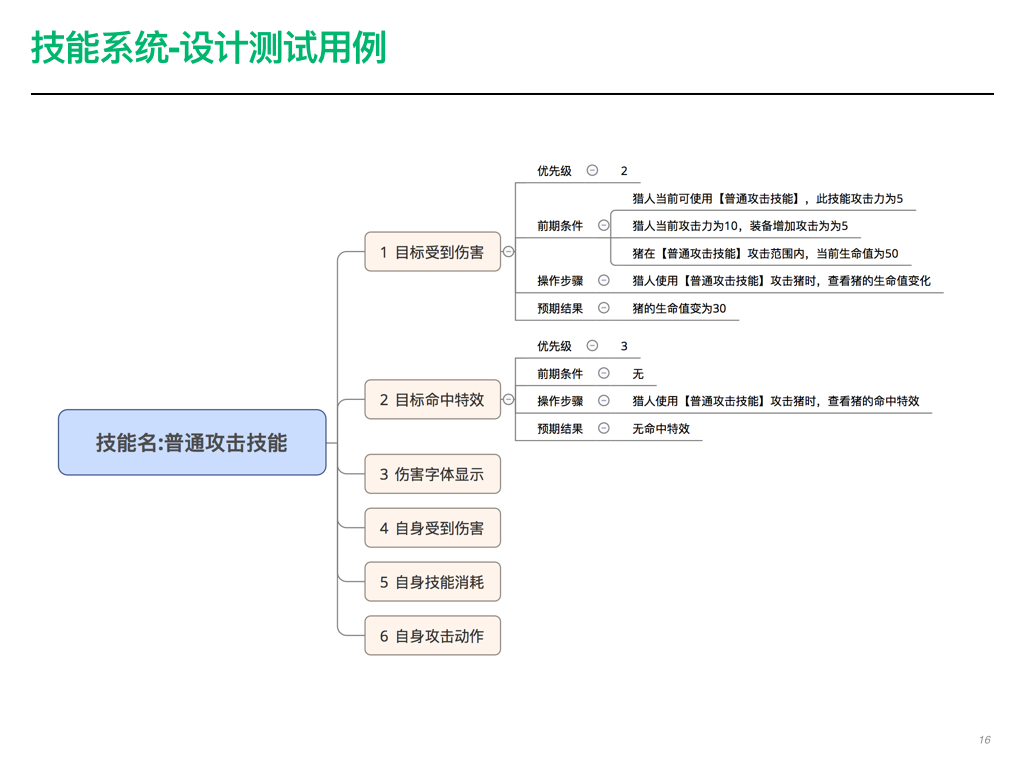 技能系统-设计测试用例
技能名:普通攻击技能
1 目标受到伤害
优先级
2
前期条件
猎人当前可使用【普通攻击技能】，此技能攻击力为5
猎人当前攻击力为10，装备增加攻击为为5
猪在【普通攻击技能】攻击范围内，当前生命值为50
操作步骤
猎人使用【普通攻击技能】攻击猪时，查看猪的生命值变化
预期结果
猪的生命值变为30
2 目标命中特效
优先级
3
前期条件
无
操作步骤
猎人使用【普通攻击技能】攻击猪时，查看猪的命中特效
预期结果
无命中特效
3 伤害字体显示
4 自身受到伤害
5 自身技能消耗
6 自身攻击动作
16